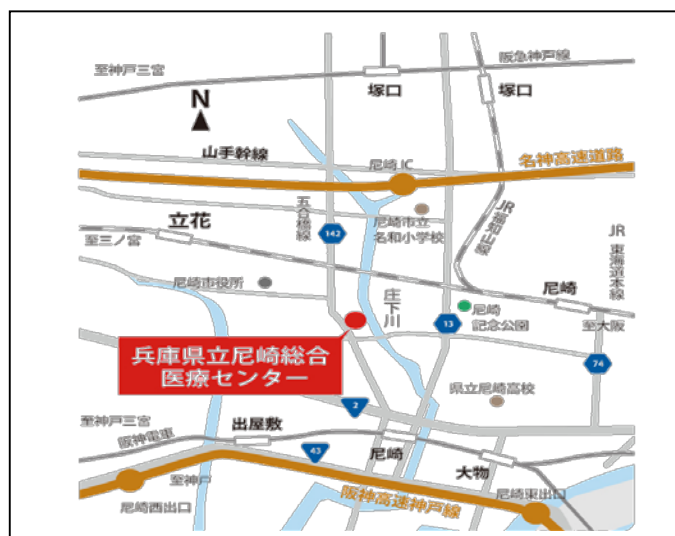 至神戸三宮
阪急神戸線
塚口
塚口
N
山手幹線
尼崎IC
名神高速道路
五合橋線
142
尼崎市立
名和小学校
JR福知山線
立花
至三ノ宮
JR 東海道本線
尼崎市役所
庄下川
尼崎
尼崎
記念公園
13
至大阪
兵庫県立尼崎総合
医療センター
74
県立尼崎高校
2
至神戸三宮
阪神電車
出屋敷
43
尼崎
大物
至神戸
阪神高速神戸線
尼崎西出口
尼崎東出口